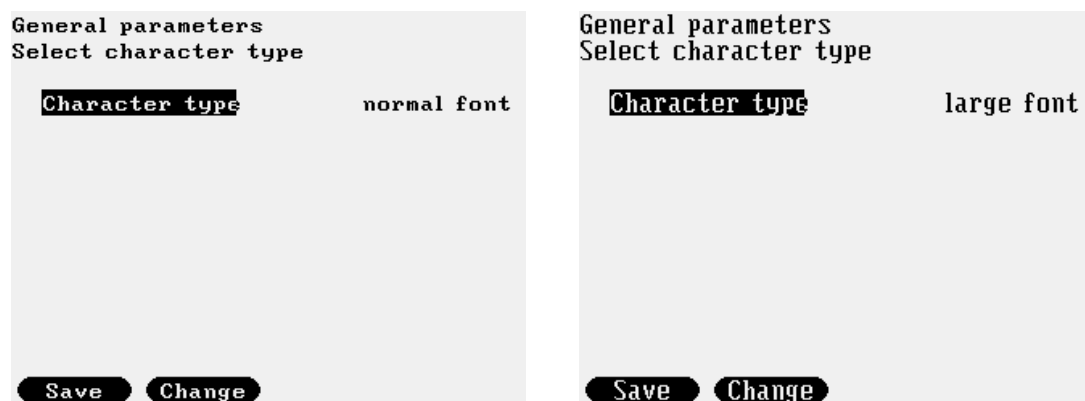 General parameters
Select character type
Character type normal font
Save Change
General parameters
Select character type
Character type large font
Save Change